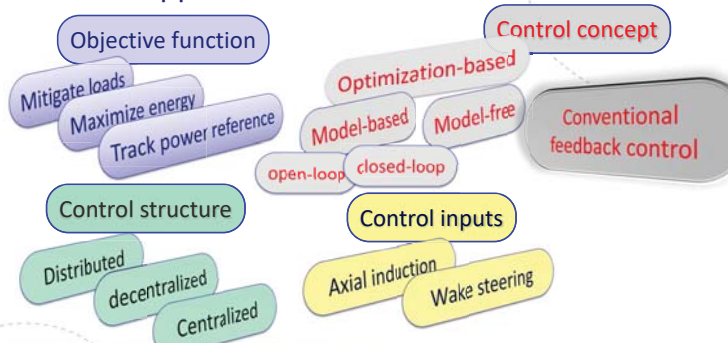 Objective function
Mitigate loads
Maximize energy
Track power reference
Control concept
Optimization-based
Model-based
Model-free
open-loop
closed-loop
Conventional
feedback control
Control structure
Distributed
decentralized
Centralized
Control inputs
Axial induction
Wake steering